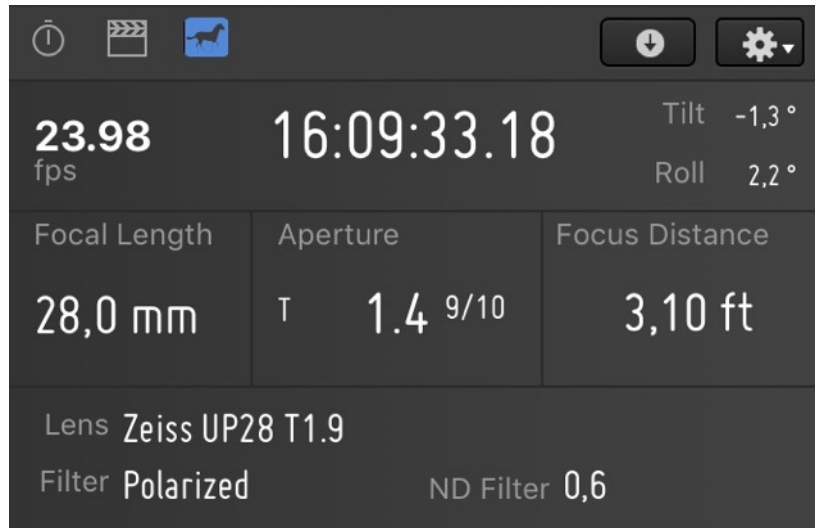 23.98
fps
16:09:33.18
Tilt -1,3°
Roll 2,2°
Focal Length Aperture Focus Distance
28,0 mm T 1.4 9/10 3,10 ft
Lens Zeiss UP28 T1.9
Filter Polarized ND Filter 0,6